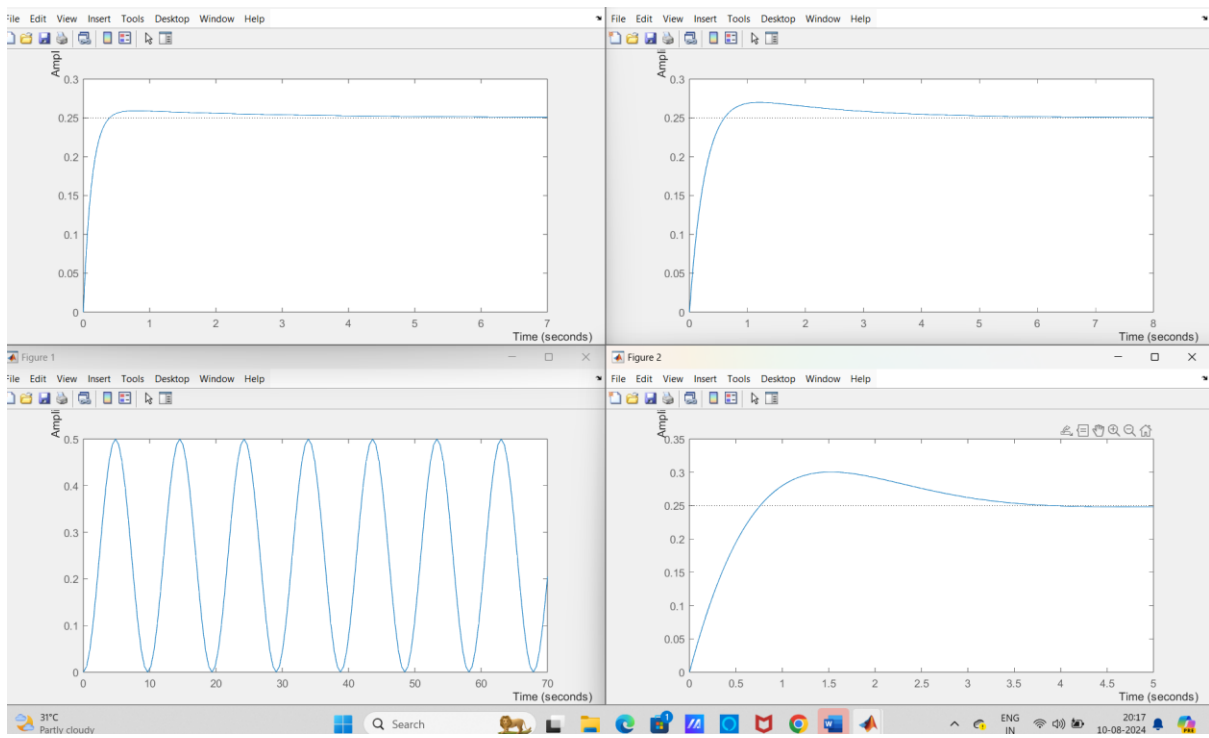 File Edit View Insert Tools Desktop Window Help
Ampli
0.3
0.25
0.2
0.15
0.1
0.05
0
0 1 2 3 4 5 6 7
Time (seconds)
File Edit View Insert Tools Desktop Window Help
Ampli
0.3
0.25
0.2
0.15
0.1
0.05
0
0 1 2 3 4 5 6 7 8
Time (seconds)
Figure 1
File Edit View Insert Tools Desktop Window Help
Ampli
0.5
0.4
0.3
0.2
0.1
0
0 10 20 30 40 50 60 70
Time (seconds)
Figure 2
File Edit View Insert Tools Desktop Window Help
Ampli
0.35
0.3
0.25
0.2
0.15
0.1
0.05
0
0 0.5 1 1.5 2 2.5 3 3.5 4 4.5 5
Time (seconds)
31°C
Partly cloudy
Search
1
ENG
IN
20:17
10-08-2024
PRE